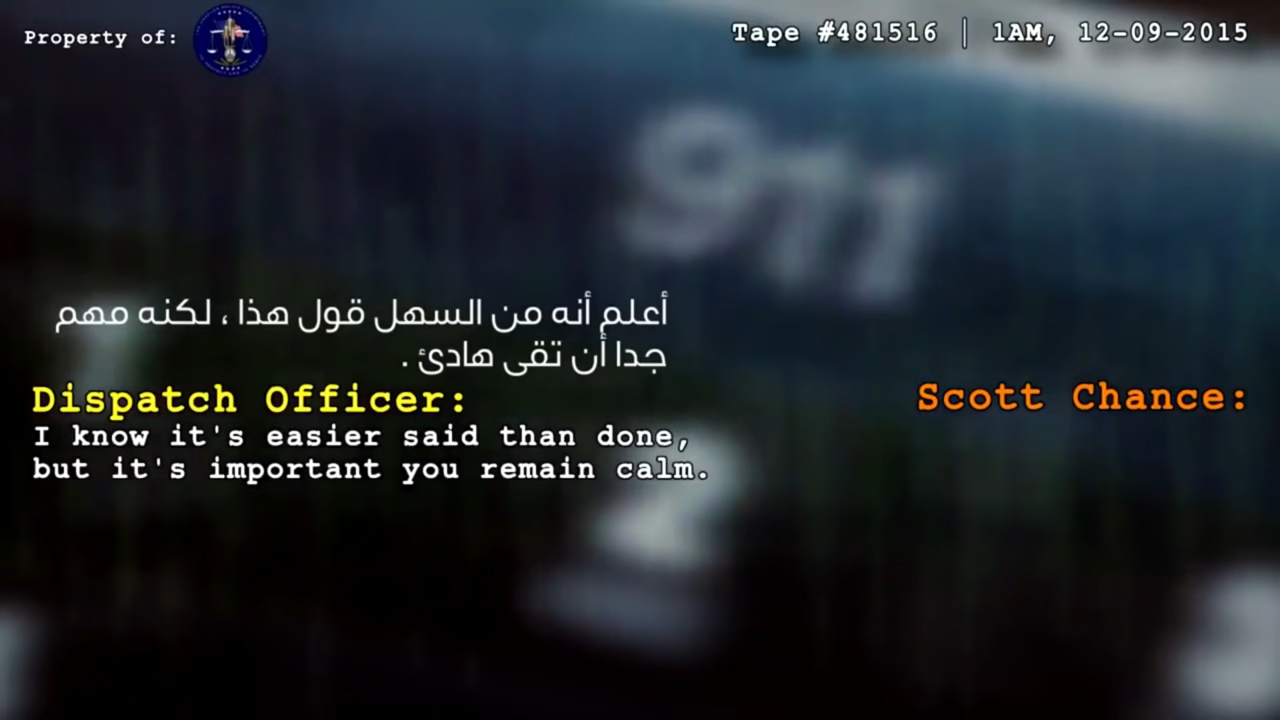 Property of:
Tape #481516 | 1AM, 12-09-2015
911
أعلم أنه من السهل قول هذا ، لكنه مهم
جدا أن تقى هادئ .
Dispatch Officer:
Scott Chance:
I know it's easier said than done,
but it's important you remain calm.